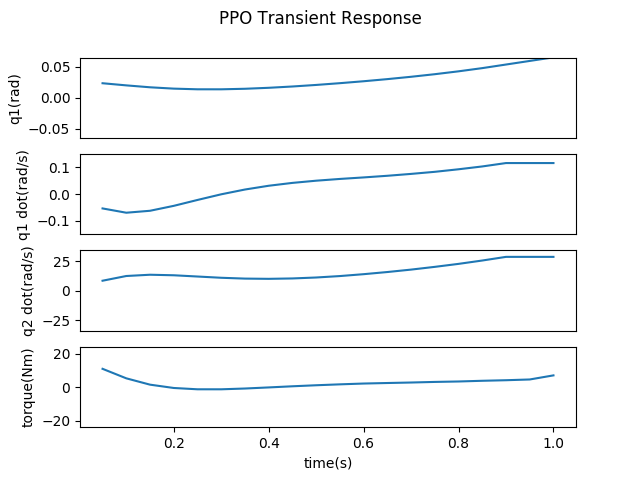 PPO Transient Response
q1(rad)
0.05
0.00
−0.05
q1 dot(rad/s)
0.1
0.0
−0.1
q2 dot(rad/s)
25
0
−25
torque(Nm)
20
0
−20
0.2 0.4 0.6 0.8 1.0
time(s)